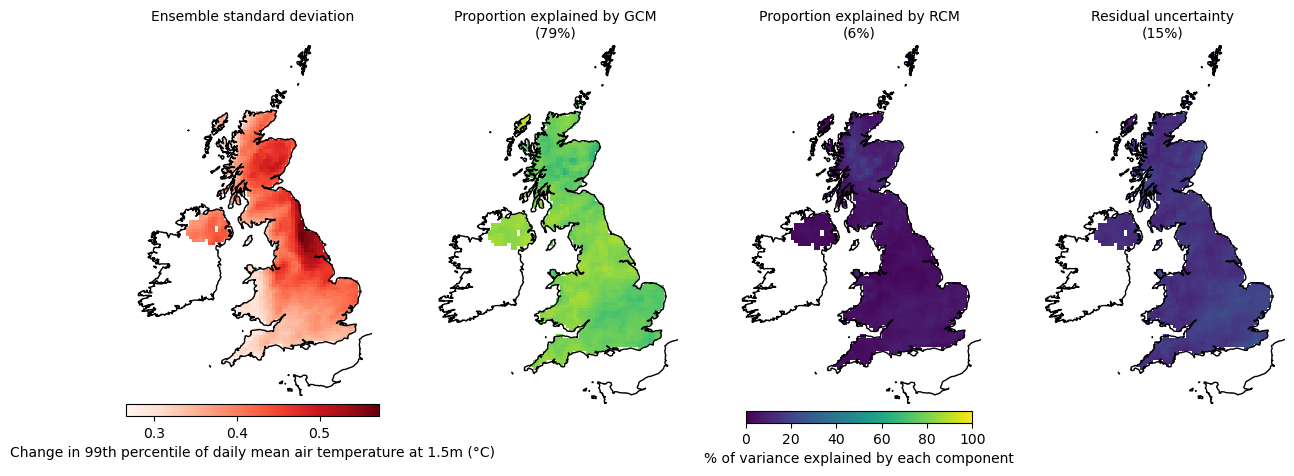 Ensemble standard deviation
Proportion explained by GCM
(79%)
Proportion explained by RCM
(6%)
Residual uncertainty
(15%)
0.3 0.4 0.5
Change in 99th percentile of daily mean air temperature at 1.5m (°C)
0 20 40 60 80 100
% of variance explained by each component